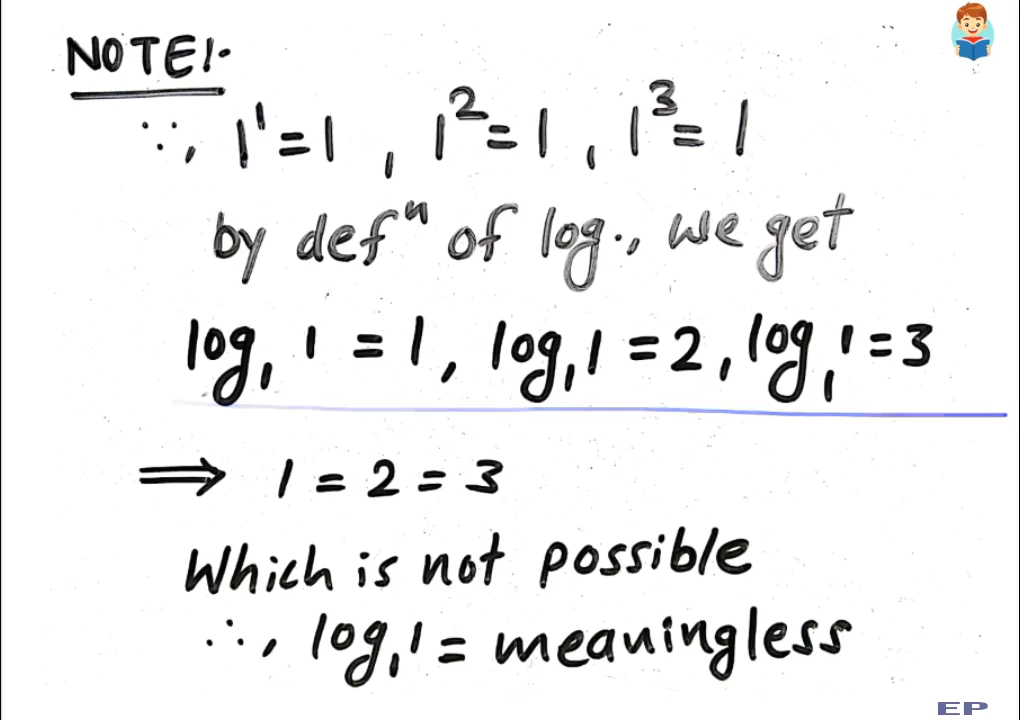 NOTE:-
∵, 1¹ = 1 , 1² = 1 , 1³ = 1
by defⁿ of log., we get
log₁ 1 = 1, log₁ 1 = 2, log₁ 1 = 3
⟹ 1 = 2 = 3
Which is not possible
∴, log₁ 1 = meaningless
EP